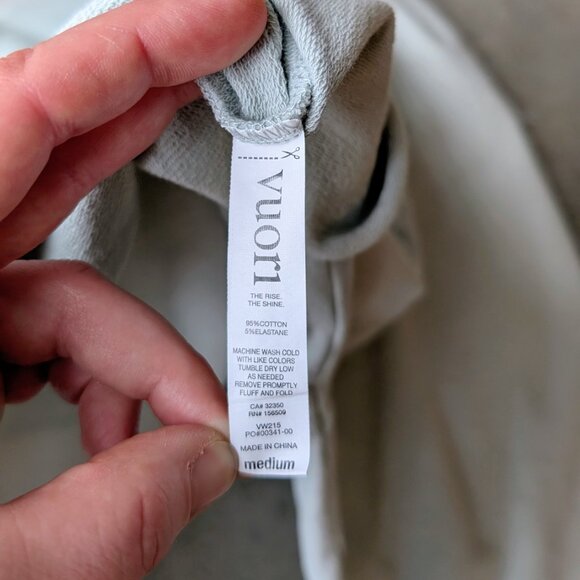 vuori
THE RISE.
THE SHINE.
95%COTTON
5%ELASTANE
MACHINE WASH COLD
WITH LIKE COLORS
TUMBLE DRY LOW
AS NEEDED
REMOVE PROMPTLY
FLUFF AND FOLD
CA# 32350
RN# 156509
VW215
PO#00341-00
MADE IN CHINA
medium